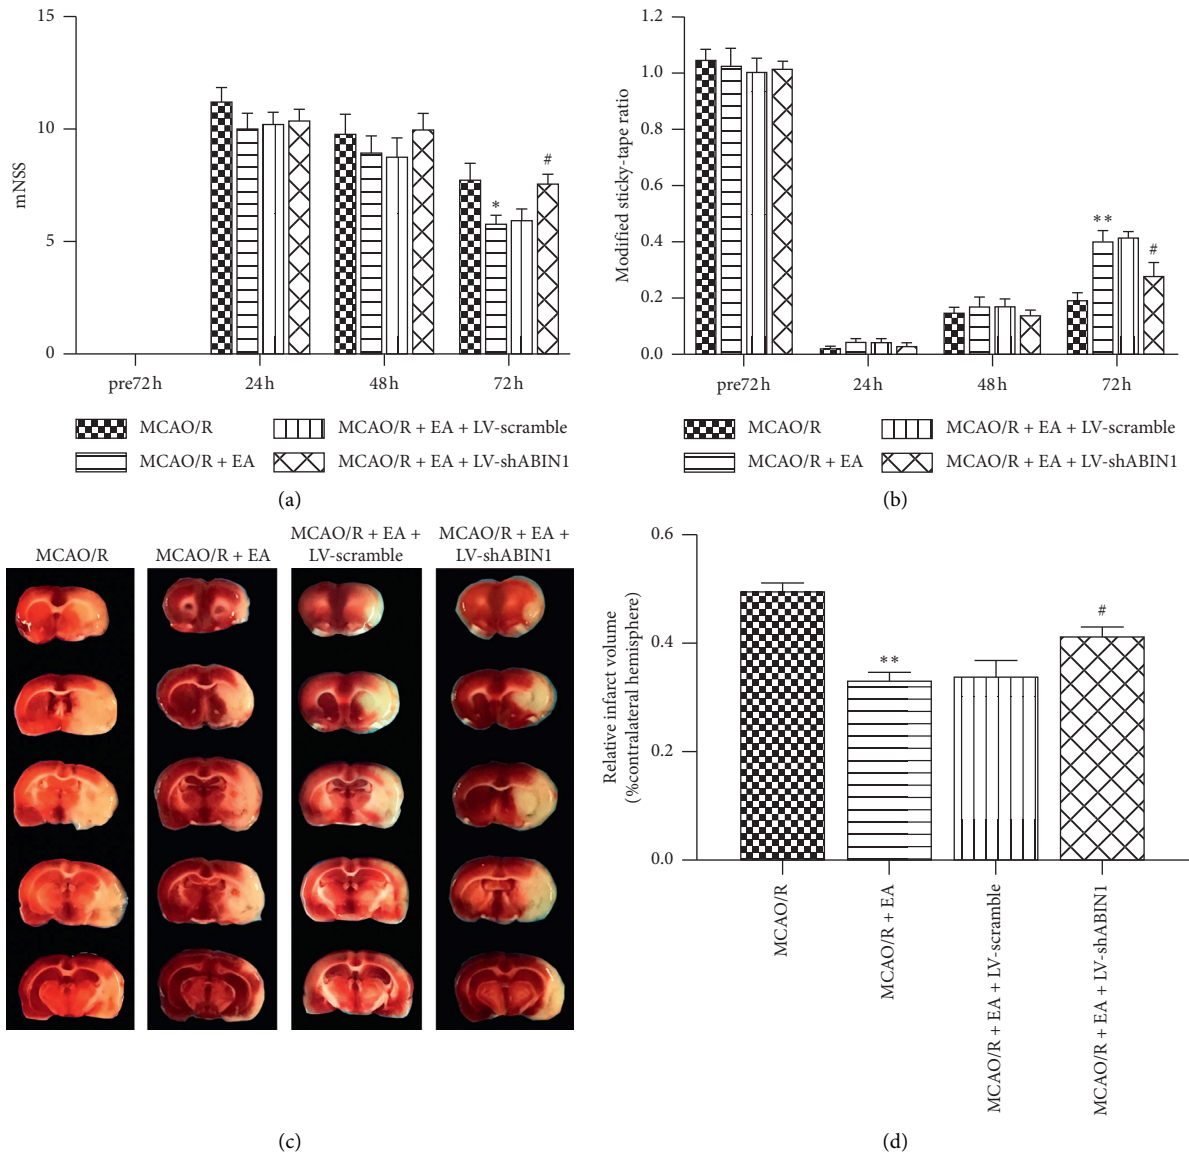 15
10
5
0
mNSS
*
#
pre72 h
24 h
48 h
72 h
MCAO/R
MCAO/R + EA
MCAO/R + EA + LV-scramble
MCAO/R + EA + LV-shABIN1
(a)
1.2
1.0
0.8
0.6
0.4
0.2
0.0
Modified sticky-tape ratio
**
#
pre72 h
24 h
48 h
72 h
MCAO/R
MCAO/R + EA
MCAO/R + EA + LV-scramble
MCAO/R + EA + LV-shABIN1
(b)
MCAO/R
MCAO/R + EA
MCAO/R + EA +
LV-scramble
MCAO/R + EA +
LV-shABIN1
(c)
0.6
0.4
0.2
0.0
Relative infarct volume
(%contralateral hemisphere)
**
#
MCAO/R
MCAO/R + EA
MCAO/R + EA + LV-scramble
MCAO/R + EA + LV-shABIN1
(d)